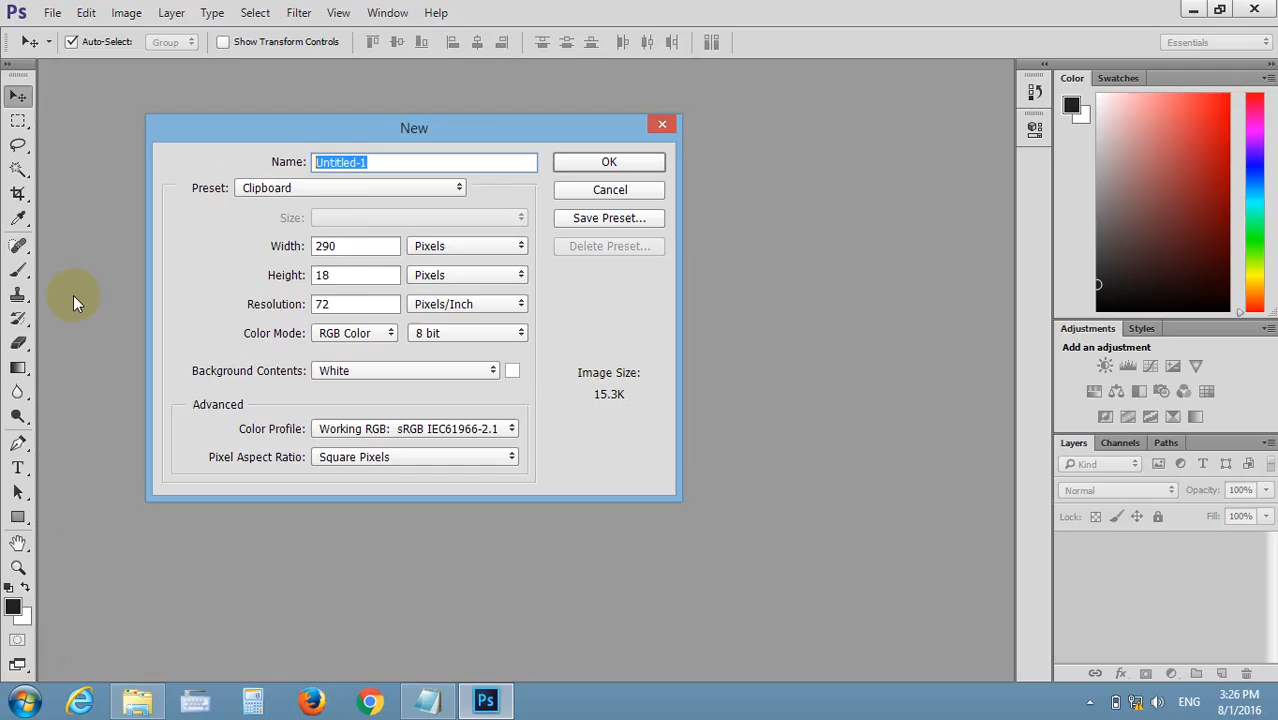 Ps File Edit Image Layer Type Select Filter View Window Help
Auto-Select: Group Show Transform Controls Essentials
Color Swatches
New
Name: Untitled-1 OK
Preset: Clipboard Cancel
Size: Save Preset...
Width: 290 Pixels Delete Preset...
Height: 18 Pixels
Resolution: 72 Pixels/Inch
Color Mode: RGB Color 8 bit
Background Contents: White
Image Size:
15.3K
Advanced
Color Profile: Working RGB: sRGB IEC61966-2.1
Pixel Aspect Ratio: Square Pixels
Adjustments Styles
Add an adjustment
Layers Channels Paths
Kind
Normal Opacity: 100%
Lock: Fill: 100%
T
Ps
ENG
3:26 PM
8/1/2016